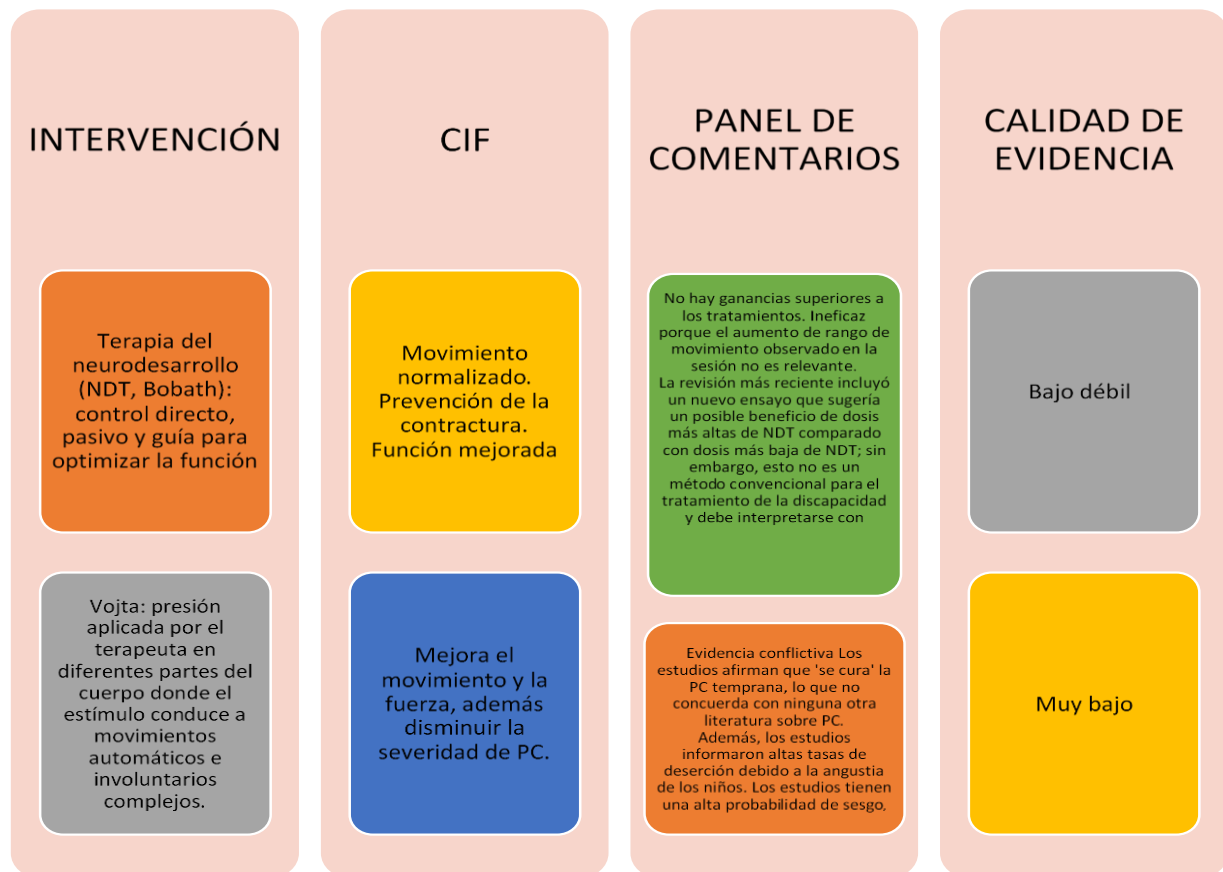 INTERVENCIÓN
Terapia del
neurodesarrollo
(NDT, Bobath):
control directo,
pasivo y guía para
optimizar la función
Vojta: presión
aplicada por el
terapeuta en
diferentes partes del
cuerpo donde el
estímulo conduce a
movimientos
automáticos e
involuntarios
complejos.
CIF
Movimiento
normalizado.
Prevención de la
contractura.
Función mejorada
Mejora el
movimiento y la
fuerza, además
disminuir la
severidad de PC.
PANEL DE
COMENTARIOS
No hay ganancias superiores a
los tratamientos. Ineficaz
porque el aumento de rango de
movimiento observado en la
sesión no es relevante.
La revisión más reciente incluyó
un nuevo ensayo que sugería
un posible beneficio de dosis
más altas de NDT comparado
con dosis más baja de NDT; sin
embargo, esto no es un
método convencional para el
tratamiento de la discapacidad
y debe interpretarse con
Evidencia conflictiva Los
estudios afirman que 'se cura' la
PC temprana, lo que no
concuerda con ninguna otra
literatura sobre PC.
Además, los estudios
informaron altas tasas de
deserción debido a la angustia
de los niños. Los estudios tienen
una alta probabilidad de sesgo,
CALIDAD DE
EVIDENCIA
Bajo débil
Muy bajo